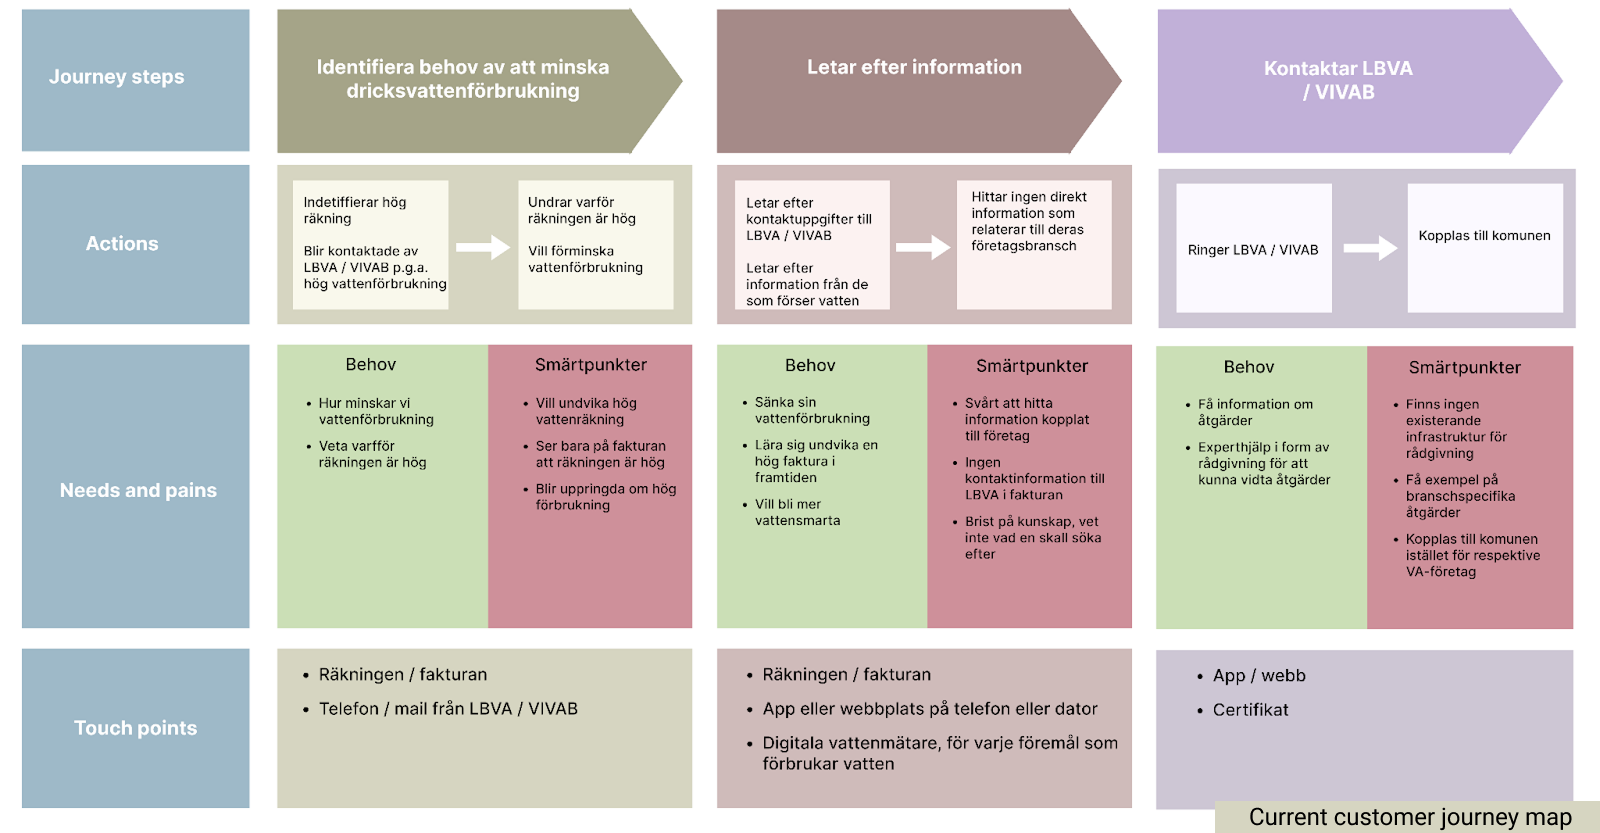 Journey steps
Identifiera behov av att minska
dricksvattenförbrukning
Letar efter information
Kontaktar LBVA
/ VIVAB
Actions
Indetiffierar hög
räkning
Blir kontaktade av
LBVA / VIVAB p.g.a.
hög vattenförbrukning
Undrar varför
räkningen är hög
Vill förminska
vattenförbrukning
Letar efter
kontaktuppgifter till
LBVA / VIVAB
Letar efter
information från de
som förser vatten
Hittar ingen direkt
information som
relaterar till deras
företagsbransch
Ringer LBVA / VIVAB
Kopplas till komunen
Needs and pains
Behov
• Hur minskar vi
vattenförbrukning
• Veta varfför
räkningen är hög
Smärtpunkter
• Vill undvika hög
vattenräkning
• Ser bara på fakturan
att räkningen är hög
• Blir uppringda om hög
förbrukning
Behov
• Sänka sin
vattenförbrukning
• Lära sig undvika en
hög faktura i
framtiden
• Vill bli mer
vattensmarta
Smärtpunkter
• Svårt att hitta
information kopplat
till företag
• Ingen
kontaktinformation till
LBVA i fakturan
• Brist på kunskap, vet
inte vad en skall söka
efter
Behov
• Få information om
åtgärder
• Experthjälp i form av
rådgivning för att
kunna vidta åtgärder
Smärtpunkter
• Finns ingen
existerande
infrastruktur för
rådgivning
• Få exempel på
branschspecifika
åtgärder
• Kopplas till komunen
istället för respektive
VA-företag
Touch points
• Räkningen / fakturan
• Telefon / mail från LBVA / VIVAB
• Räkningen / fakturan
• App eller webbplats på telefon eller dator
• Digitala vattenmätare, för varje föremål som
förbrukar vatten
• App / webb
• Certifikat
Current customer journey map